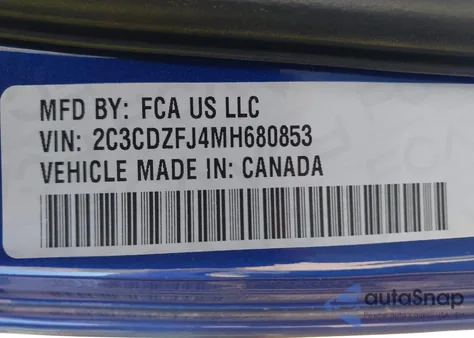 MFD BY: FCA US LLC
VIN: 2C3CDZFJ4MH680853
VEHICLE MADE IN: CANADA
autoSnap